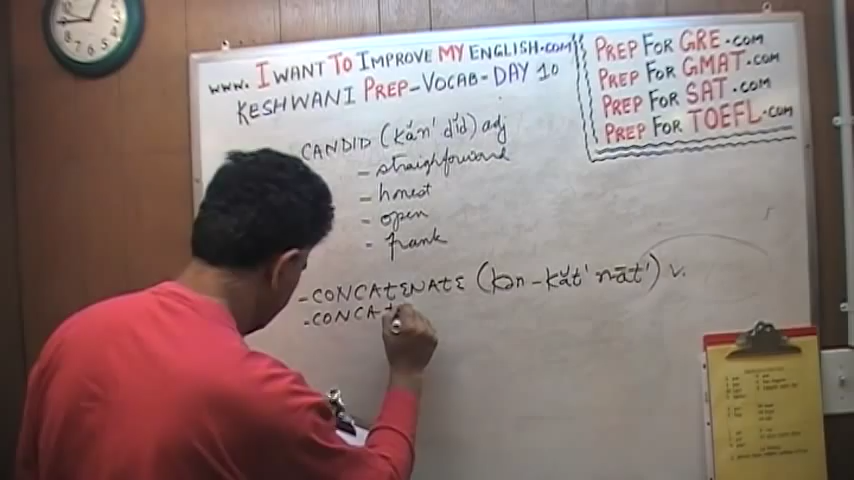 www. I WANT TO IMPROVE MY ENGLISH.COM
KESHWANI PREP-VOCAB-DAY 10
PREP FOR GRE.COM
PREP FOR GMAT.COM
PREP FOR SAT.COM
PREP FOR TOEFL.COM
CANDID (kăn' dĭd) adj
- straighforward
- honest
- open
- frank
- CONCATENATE (kən-kăt' nāt') v.
- CONCAT